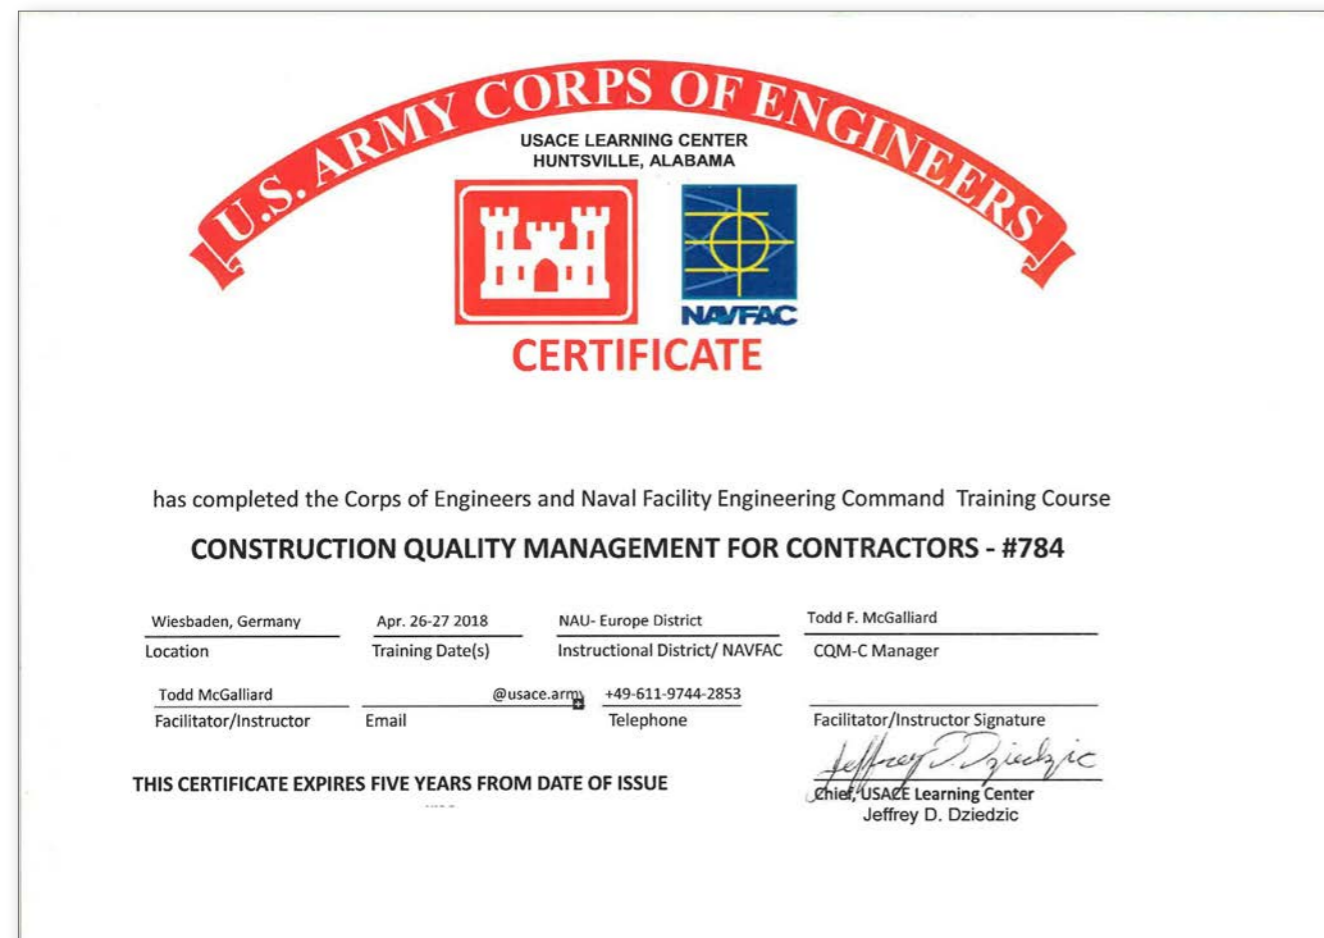 U.S. ARMY CORPS OF ENGINEERS
USACE LEARNING CENTER
HUNTSVILLE, ALABAMA
NAVFAC
CERTIFICATE
has completed the Corps of Engineers and Naval Facility Engineering Command Training Course
CONSTRUCTION QUALITY MANAGEMENT FOR CONTRACTORS - #784
Wiesbaden, Germany Apr. 26-27 2018 NAU- Europe District Todd F. McGalliard
Location Training Date(s) Instructional District/ NAVFAC CQM-C Manager
Todd McGalliard @usace.army +49-611-9744-2853
Facilitator/Instructor Email Telephone Facilitator/Instructor Signature
Jeffrey D. Dziedzic
THIS CERTIFICATE EXPIRES FIVE YEARS FROM DATE OF ISSUE
Chief, USACE Learning Center
Jeffrey D. Dziedzic